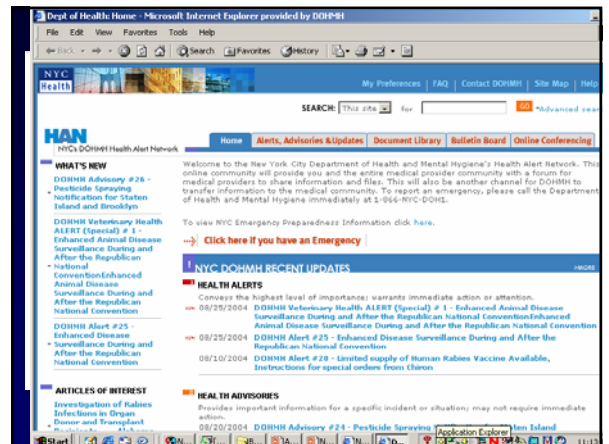 Dept of Health: Home - Microsoft Internet Explorer provided by DOHMH
File Edit View Favorites Tools Help
Back Search Favorites History
NYC
Health
My Preferences | FAQ | Contact DOHMH | Site Map | Help
SEARCH: This site for GO Advanced sear
HAN
NYC's DOHMH Health Alert Network
Home Alerts, Advisories & Updates Document Library Bulletin Board Online Conferencing
WHAT'S NEW
DOHMH Advisory #26 -
Pesticide Spraying
Notification for Staten
Island and Brooklyn
DOHMH Veterinary Health
ALERT (Special) # 1 -
Enhanced Animal Disease
Surveillance During and
After the Republican
National
ConventionEnhanced
Animal Disease
Surveillance During and
After the Republican
National Convention
DOHMH Alert #25 -
Enhanced Disease
Surveillance During and
After the Republican
National Convention
ARTICLES OF INTEREST
Investigation of Rabies
Infections in Organ
Donor and Transplant
Welcome to the New York City Department of Health and Mental Hygiene's Health Alert Network. This
online community will provide you and the entire medical provider community with a forum for
medical providers to share information and files. This will also be another channel for DOHMH to
transfer information to the medical community. To report an emergency, please call the Department
of Health and Mental Hygiene immediately at 1-866-NYC-DOH1.
To view NYC Emergency Preparedness Information click here.
Click here if you have an Emergency
NYC DOHMH RECENT UPDATES MORE
HEALTH ALERTS
Conveys the highest level of importance; warrants immediate action or attention.
08/25/2004 DOHMH Veterinary Health ALERT (Special) # 1 - Enhanced Animal Disease
Surveillance During and After the Republican National ConventionEnhanced
Animal Disease Surveillance During and After the Republican National Convention
08/25/2004 DOHMH Alert #25 - Enhanced Disease Surveillance During and After the
Republican National Convention
08/10/2004 DOHMH Alert #20 - Limited supply of Human Rabies Vaccine Available,
Instructions for special orders from Chiron
HEALTH ADVISORIES
Provides important information for a specific incident or situation; may not require immediate
action.
08/20/2004 DOHMH Advisory #24 - Pesticide Spraying Staten Island
Application Explorer
Start